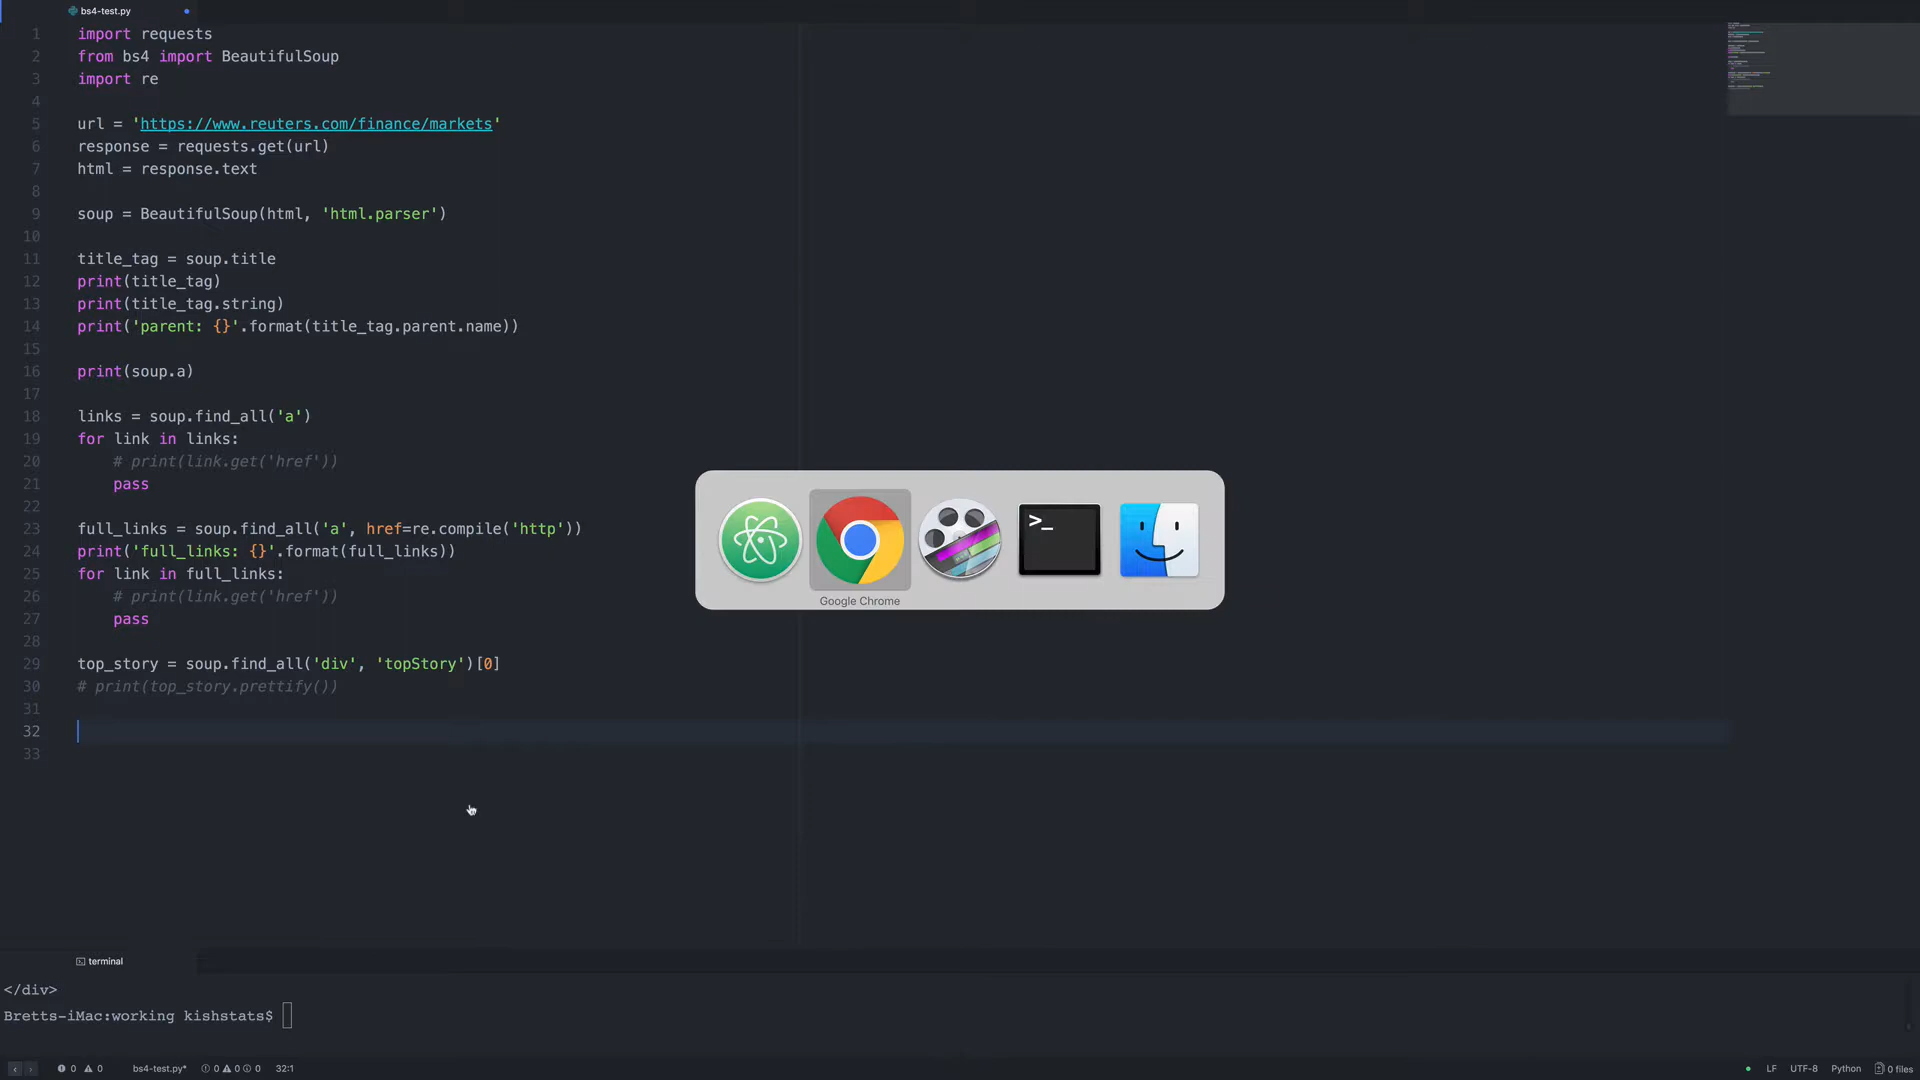 bs4-test.py
1 import requests
2 from bs4 import BeautifulSoup
3 import re
4
5 url = 'https://www.reuters.com/finance/markets'
6 response = requests.get(url)
7 html = response.text
8
9 soup = BeautifulSoup(html, 'html.parser')
10
11 title_tag = soup.title
12 print(title_tag)
13 print(title_tag.string)
14 print('parent: {}'.format(title_tag.parent.name))
15
16 print(soup.a)
17
18 links = soup.find_all('a')
19 for link in links:
20     # print(link.get('href'))
21     pass
22
23 full_links = soup.find_all('a', href=re.compile('http'))
24 print('full_links: {}'.format(full_links))
25 for link in full_links:
26     # print(link.get('href'))
27     pass
28
29 top_story = soup.find_all('div', 'topStory')[0]
30 # print(top_story.prettify())
31
32
33
>_
Google Chrome
terminal
</div>
Bretts-iMac:working kishstats$
0 0 bs4-test.py* 0 0 0 32:1 LF UTF-8 Python 0 files